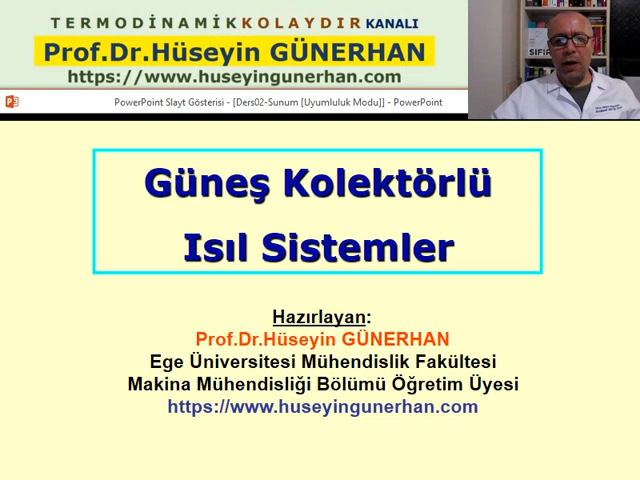 TERMODİNAMİKKOLAYDIR KANALI
Prof.Dr.Hüseyin GÜNERHAN
https://www.huseyingunerhan.com
PowerPoint Slayt Gösterisi - [Ders02-Sunum [Uyumluluk Modu]] - PowerPoint
SIFIR
Güneş Kolektörlü
Isıl Sistemler
Hazırlayan:
Prof.Dr.Hüseyin GÜNERHAN
Ege Üniversitesi Mühendislik Fakültesi
Makina Mühendisliği Bölümü Öğretim Üyesi
https://www.huseyingunerhan.com